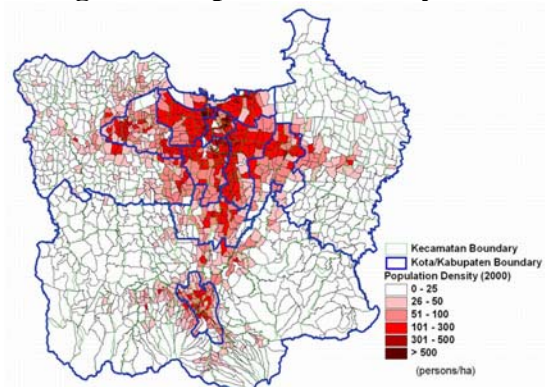 Kecamatan Boundary
Kota/Kabupaten Boundary
Population Density (2000)
0 - 25
26 - 50
51 - 100
101 - 300
301 - 500
> 500
(persons/ha)